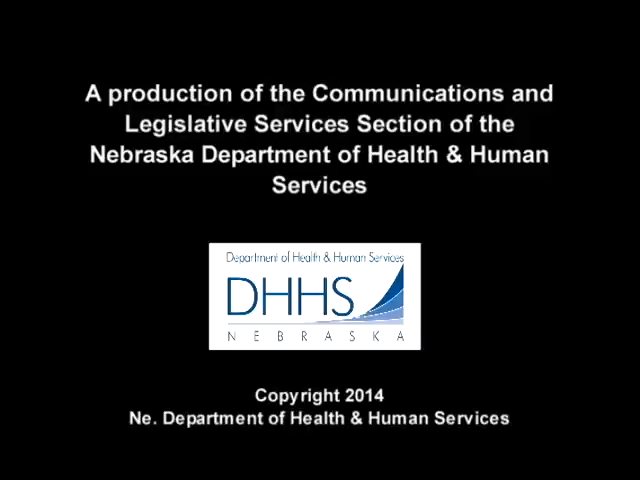 A production of the Communications and
Legislative Services Section of the
Nebraska Department of Health & Human
Services
Department of Health & Human Services
DHHS
NEBRASKA
Copyright 2014
Ne. Department of Health & Human Services